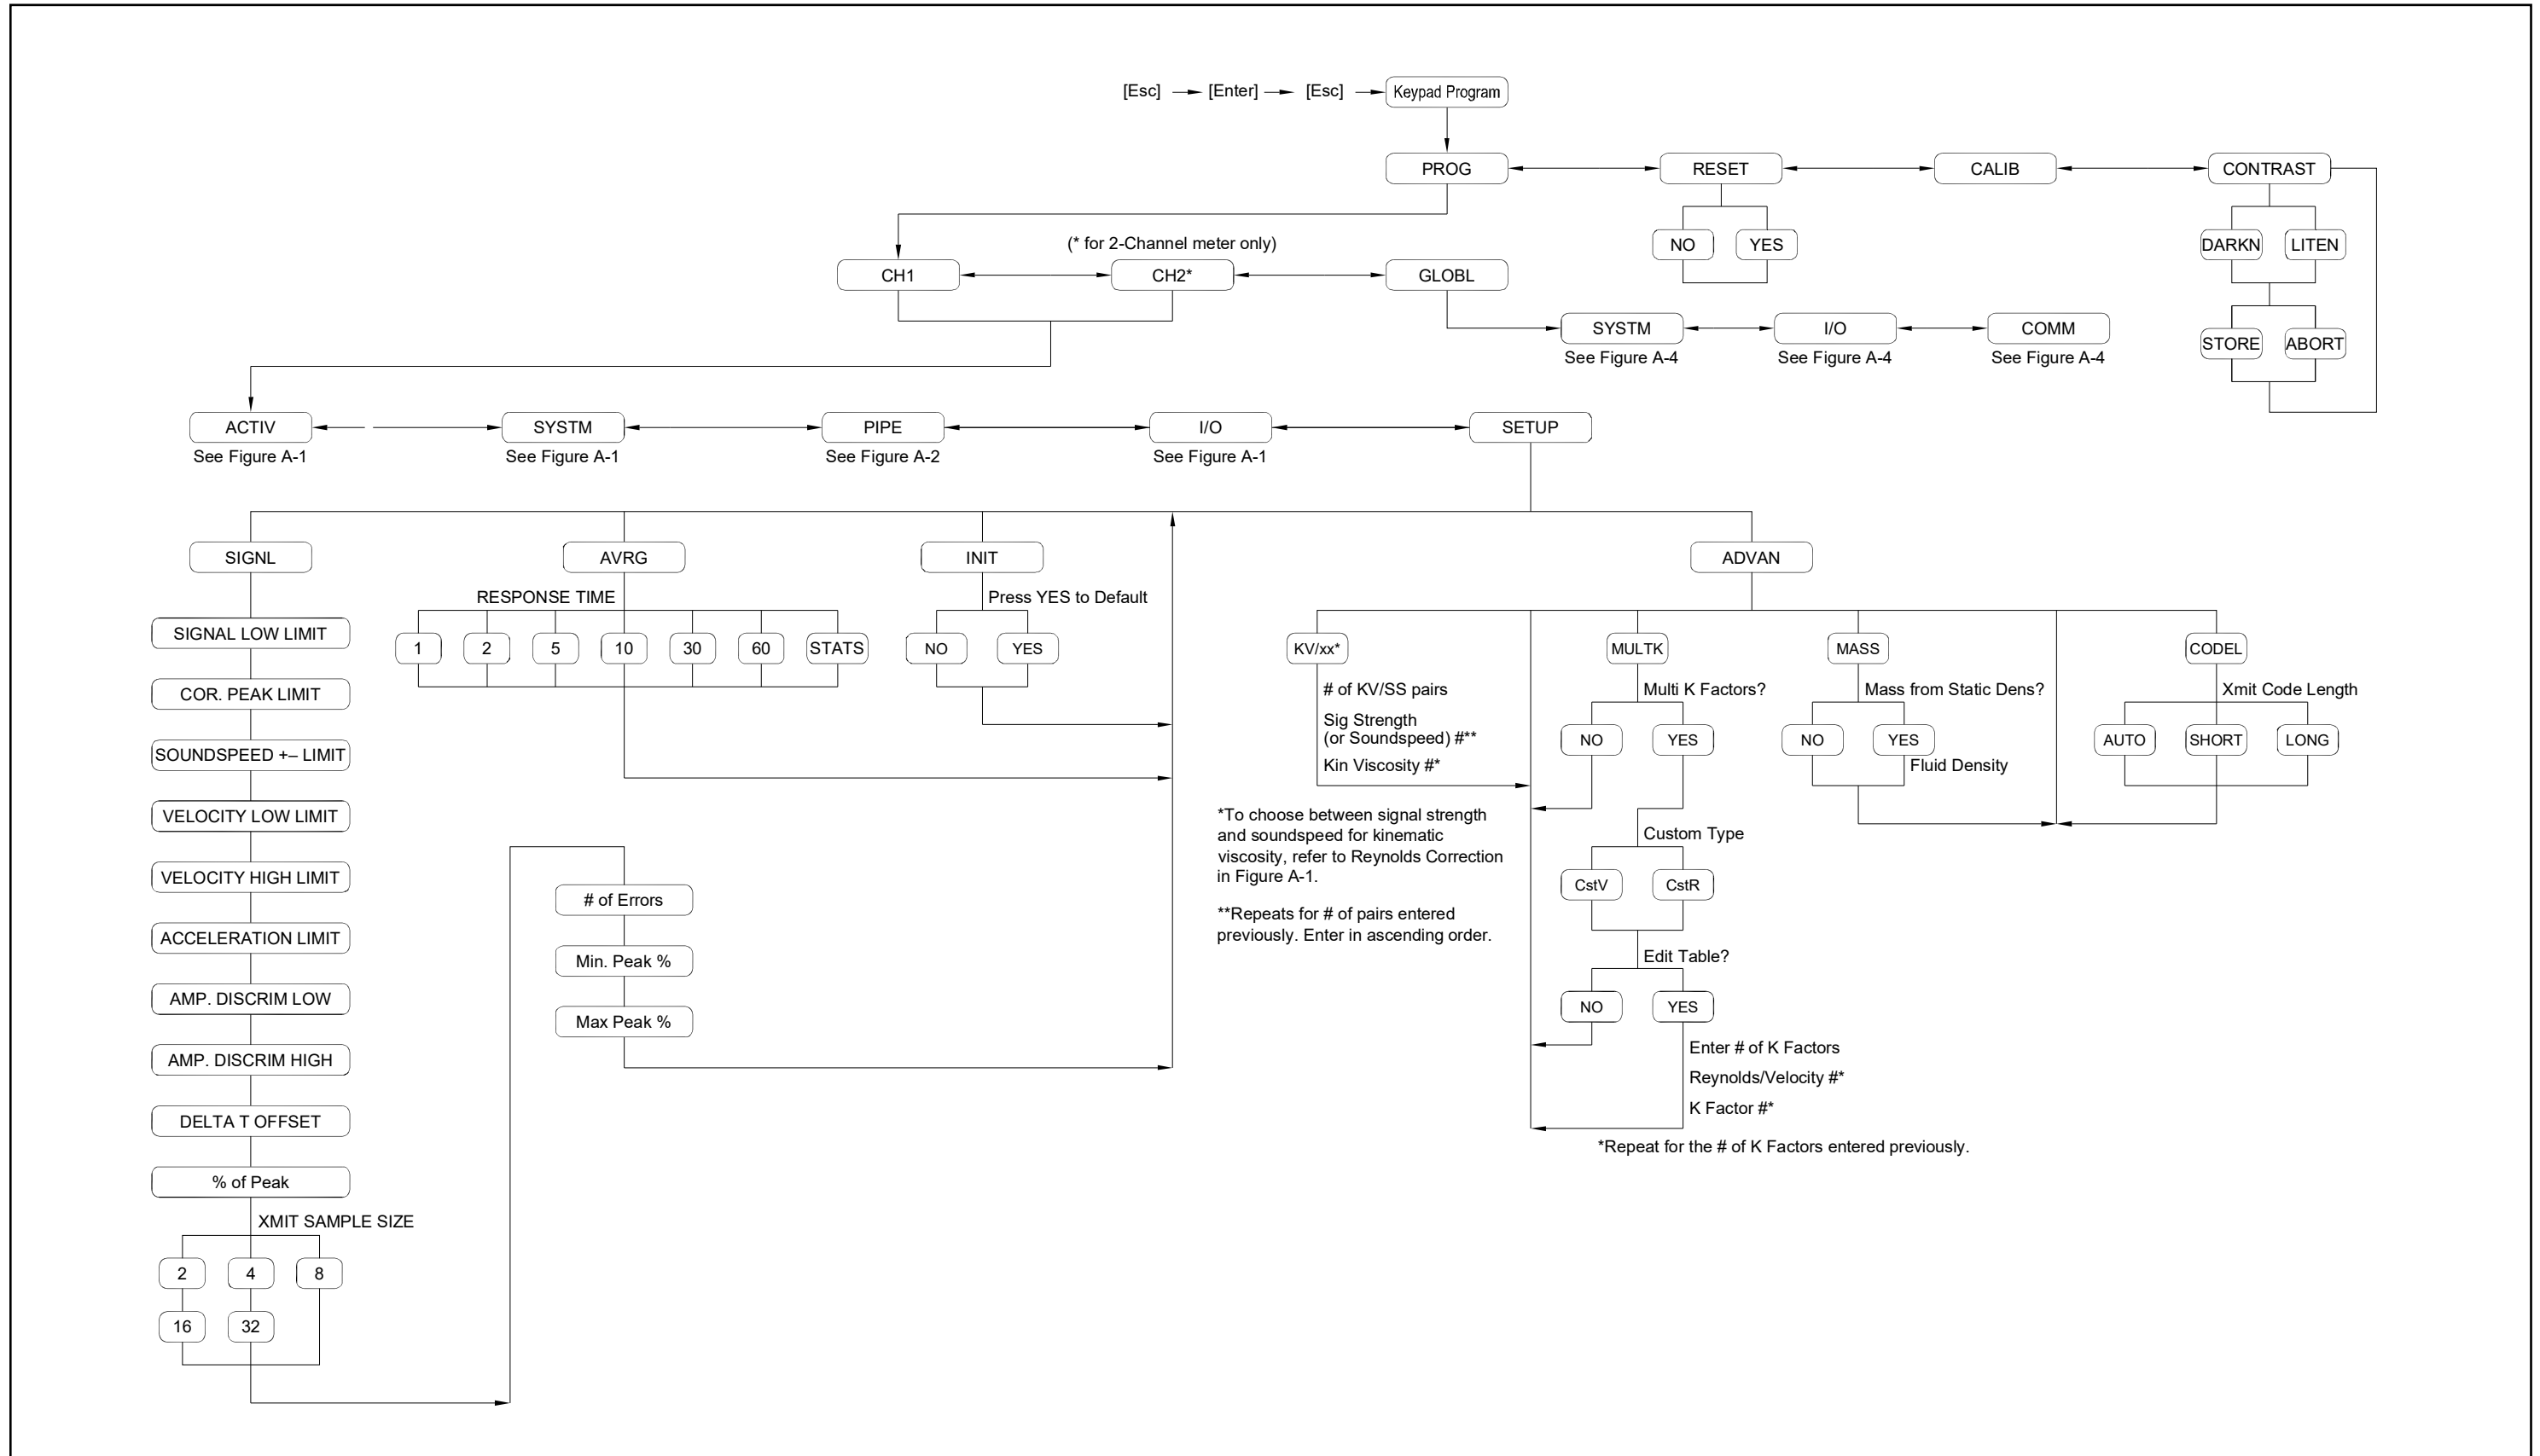 [Esc] [Enter] [Esc] Keypad Program
PROG RESET CALIB CONTRAST
NO YES DARKN LITEN
(* for 2-Channel meter only)
CH1 CH2* GLOBL
SYSTM I/O COMM
See Figure A-4 See Figure A-4 See Figure A-4
STORE ABORT
ACTIV SYSTM PIPE I/O SETUP
See Figure A-1 See Figure A-1 See Figure A-2 See Figure A-1
SIGNL AVRG INIT ADVAN
SIGNAL LOW LIMIT
COR. PEAK LIMIT
SOUNDSPEED +– LIMIT
VELOCITY LOW LIMIT
VELOCITY HIGH LIMIT
ACCELERATION LIMIT
AMP. DISCRIM LOW
AMP. DISCRIM HIGH
DELTA T OFFSET
% of Peak
XMIT SAMPLE SIZE
2 4 8
16 32
RESPONSE TIME
1 2 5 10 30 60 STATS
# of Errors
Min. Peak %
Max Peak %
Press YES to Default
NO YES
KV/xx* MULTK MASS CODEL
# of KV/SS pairs
Sig Strength
(or Soundspeed) #**
Kin Viscosity #*
*To choose between signal strength
and soundspeed for kinematic
viscosity, refer to Reynolds Correction
in Figure A-1.
**Repeats for # of pairs entered
previously. Enter in ascending order.
Multi K Factors?
NO YES
Custom Type
CstV CstR
Edit Table?
NO YES
Enter # of K Factors
Reynolds/Velocity #*
K Factor #*
*Repeat for the # of K Factors entered previously.
Mass from Static Dens?
NO YES
Fluid Density
Xmit Code Length
AUTO SHORT LONG